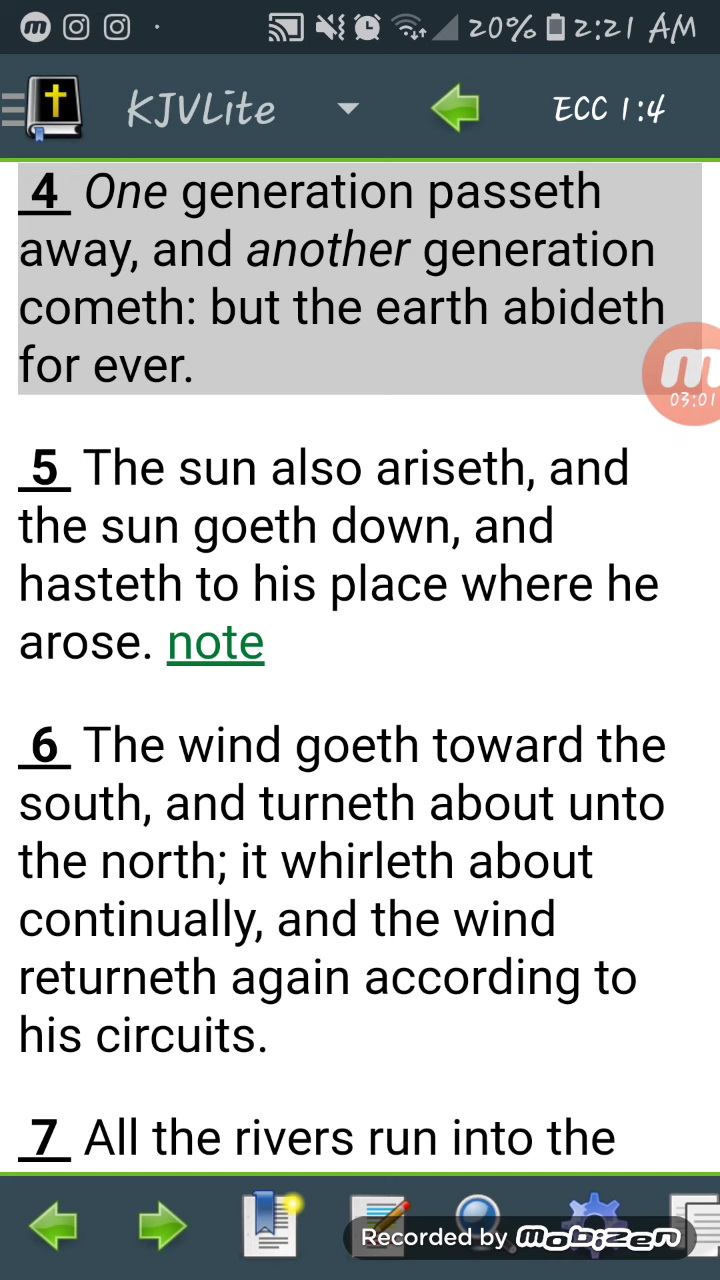 20% 2:21 AM
KJVLite ECC 1:4
4 One generation passeth
away, and another generation
cometh: but the earth abideth
for ever.
m
03:01
5 The sun also ariseth, and
the sun goeth down, and
hasteth to his place where he
arose. note
6 The wind goeth toward the
south, and turneth about unto
the north; it whirleth about
continually, and the wind
returneth again according to
his circuits.
7 All the rivers run into the
Recorded by mobizen